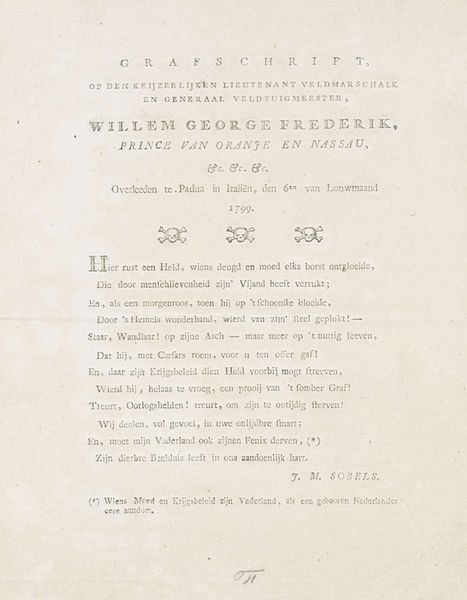 GRAFSCHRIFT,
OP DEN KEIJZERLIJKEN LIEUTENANT VELDMARSCHALK
EN GENERAAL VELDTUIGMEESTER,
WILLEM GEORGE FREDERIK,
PRINCE VAN ORANJE EN NASSAU,
&c. &c. &c.
Overleeden te Padua in Italiën, den 6en van Louwmaand
1799.
Hier rust een Held, wiens deugd en moed elks borst ontgloeide,
Die door menschlievenheid zijn' Vijand heeft verrukt;
En, als een morgenroos, toen hij op 't schoonste bloeide,
Door 's Hemels wonderhand, wierd van zijn' steel geplukt! —
Staar, Wandlaar! op zijne Asch — maar meer op 't nuttig leeven,
Dat hij, met Cæsars roem, voor u ten offer gaf!
En, daar zijn Krijgsbeleid dien Held voorbij mogt streeven,
Wierd hij, helaas te vroeg, een prooij van 't somber Graf!
Treurt, Oorlogshelden! treurt, om zijn te ontijdig sterven!
Wij deelen, vol gevoel, in uwe onlijdbre smart;
En, moet mijn Vaderland ook zijnen Fenix derven, (*)
Zijn dierbre Beeldnis leeft in ons aandoenlijk hart.
J. M. SOBELS.
(*) Wiens Moed en Krijgsbeleid zijn Vaderland, als een gebooren Nederlander
eere aandoet.